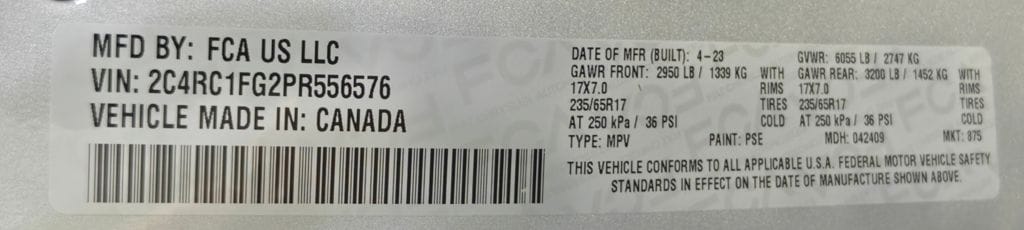 MFD BY: FCA US LLC
VIN: 2C4RC1FG2PR556576
VEHICLE MADE IN: CANADA
DATE OF MFR (BUILT): 4-23 GVWR: 6055 LB / 2747 KG
GAWR FRONT: 2950 LB / 1339 KG WITH GAWR REAR: 3200 LB / 1452 KG WITH
17X7.0 RIMS 17X7.0 RIMS
235/65R17 TIRES 235/65R17 TIRES
AT 250 kPa / 36 PSI COLD AT 250 kPa / 36 PSI COLD
TYPE: MPV PAINT: PSE MDH: 042409 MKT: 875
THIS VEHICLE CONFORMS TO ALL APPLICABLE U.S.A. FEDERAL MOTOR VEHICLE SAFETY
STANDARDS IN EFFECT ON THE DATE OF MANUFACTURE SHOWN ABOVE.